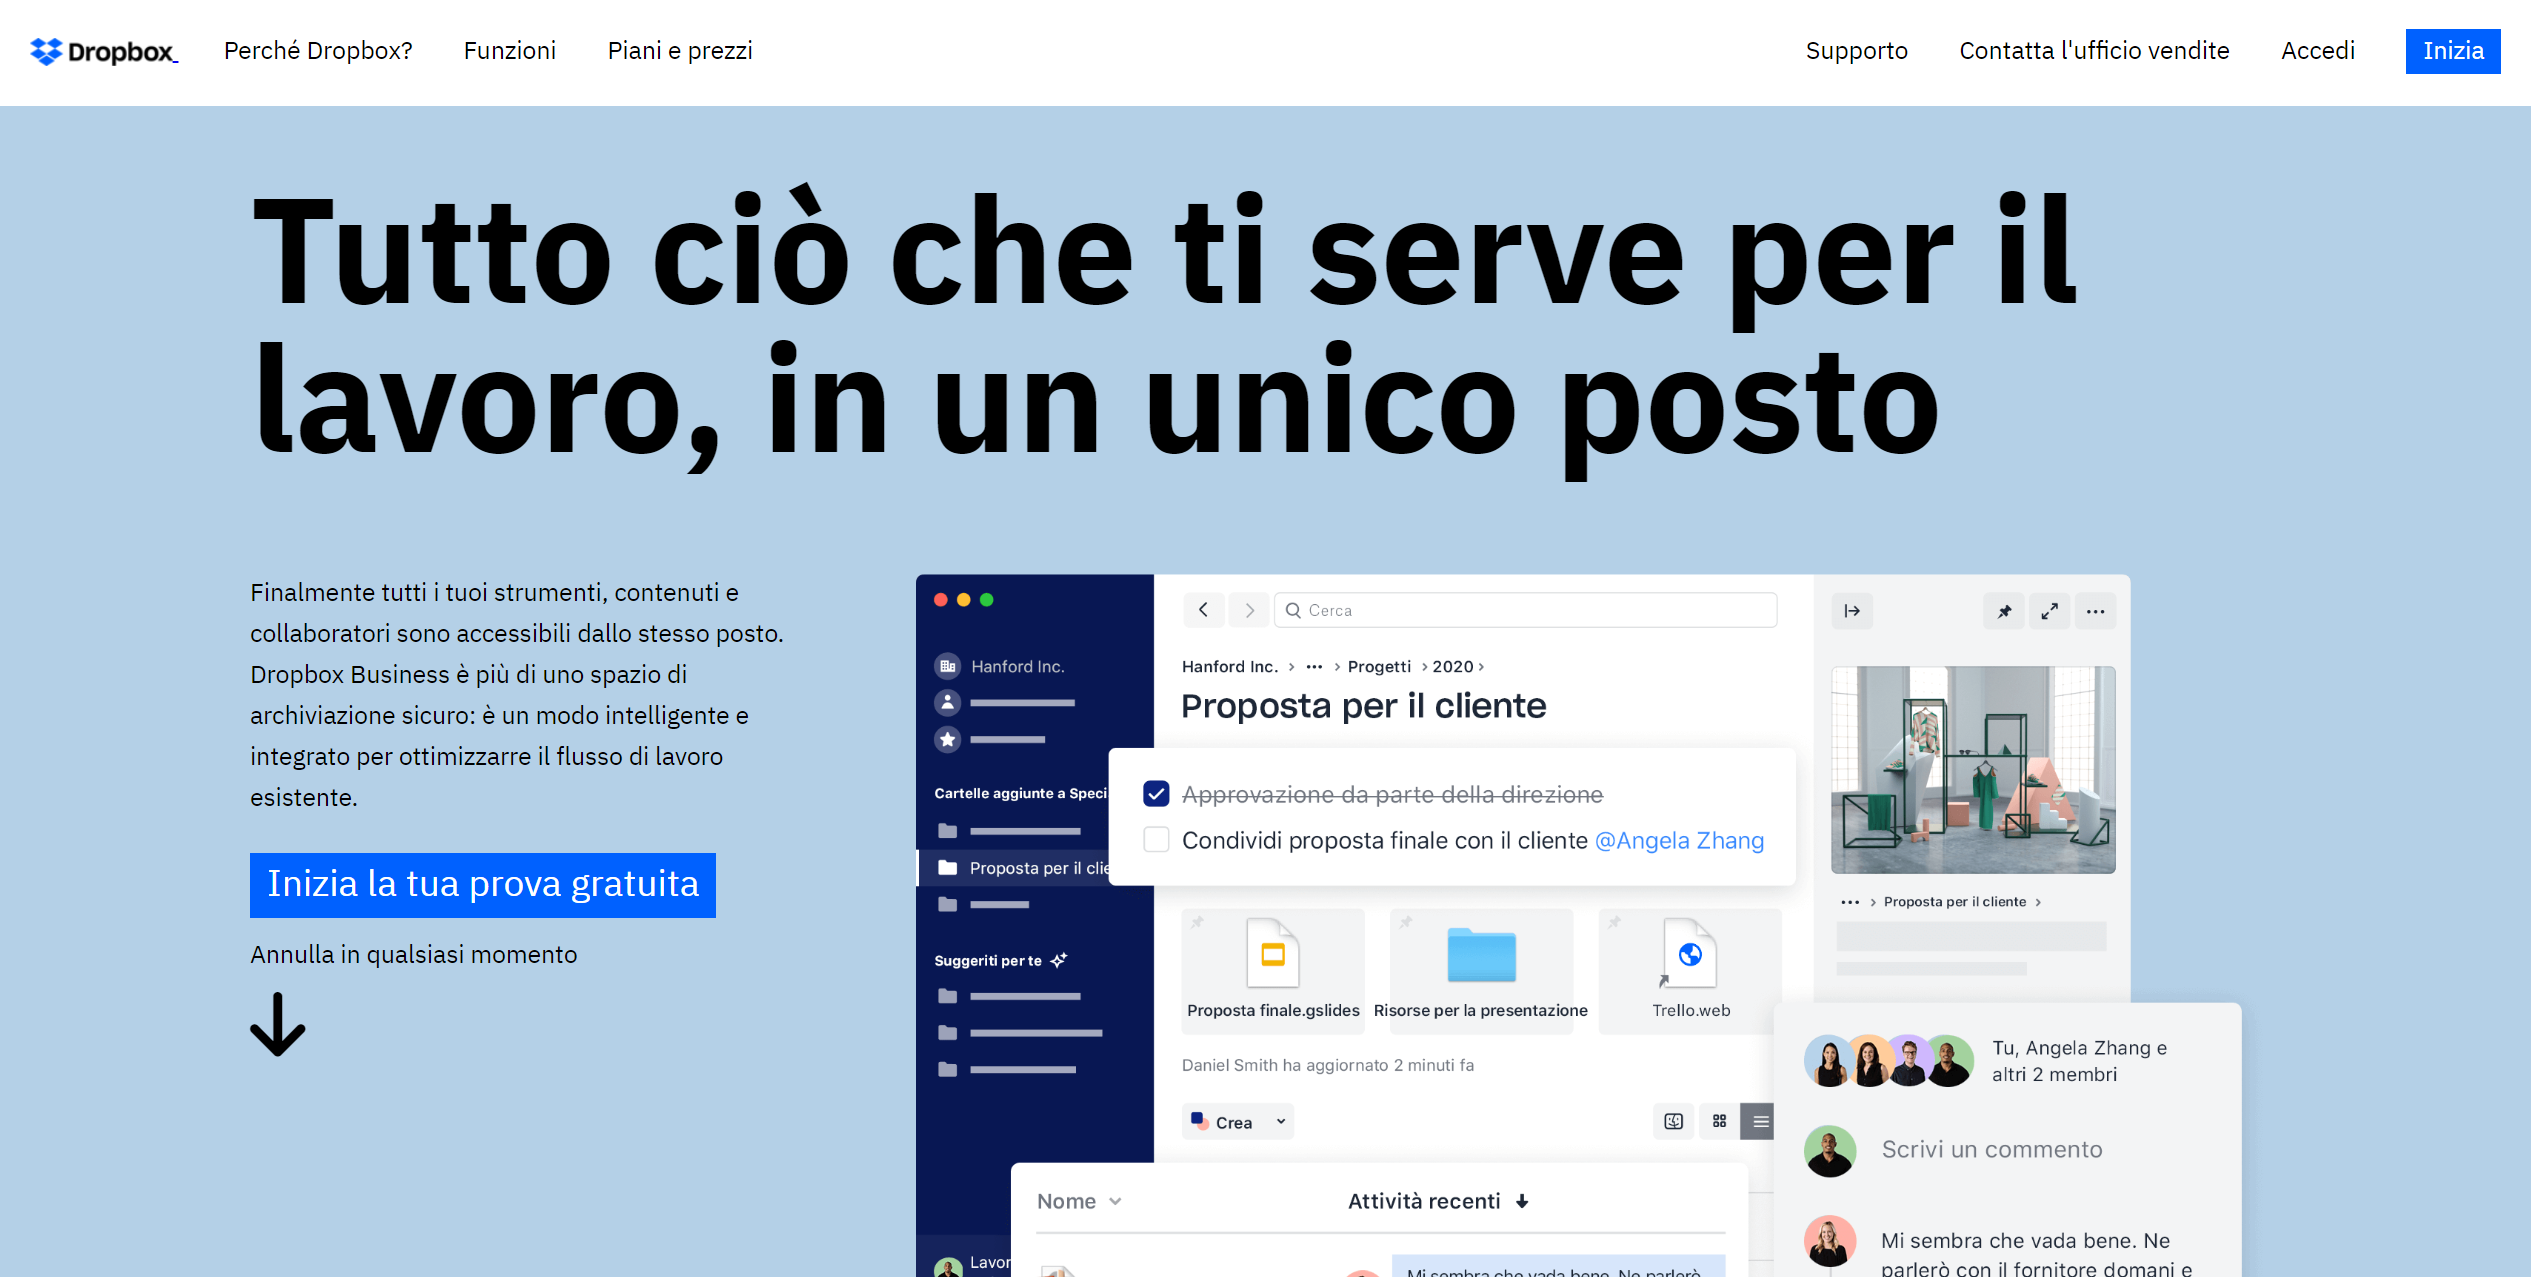 Dropbox
Perché Dropbox?
Funzioni
Piani e prezzi
Supporto
Contatta l'ufficio vendite
Accedi
Inizia
Tutto ciò che ti serve per il
lavoro, in un unico posto
Finalmente tutti i tuoi strumenti, contenuti e
collaboratori sono accessibili dallo stesso posto.
Dropbox Business è più di uno spazio di
archiviazione sicuro: è un modo intelligente e
integrato per ottimizzarre il flusso di lavoro
esistente.
Inizia la tua prova gratuita
Annulla in qualsiasi momento
Hanford Inc.
Cartelle aggiunte a Speci
Proposta per il clie
Suggeriti per te
Lavor
Cerca
Hanford Inc. > ··· > Progetti > 2020 >
Proposta per il cliente
Approvazione da parte della direzione
Condividi proposta finale con il cliente @Angela Zhang
Proposta finale.gslides
Risorse per la presentazione
Trello.web
Daniel Smith ha aggiornato 2 minuti fa
Crea
Nome
Attività recenti
Mi sembra che vada bene. Ne parlerò
··· > Proposta per il cliente >
Tu, Angela Zhang e
altri 2 membri
Scrivi un commento
Mi sembra che vada bene. Ne
parlerò con il fornitore domani e